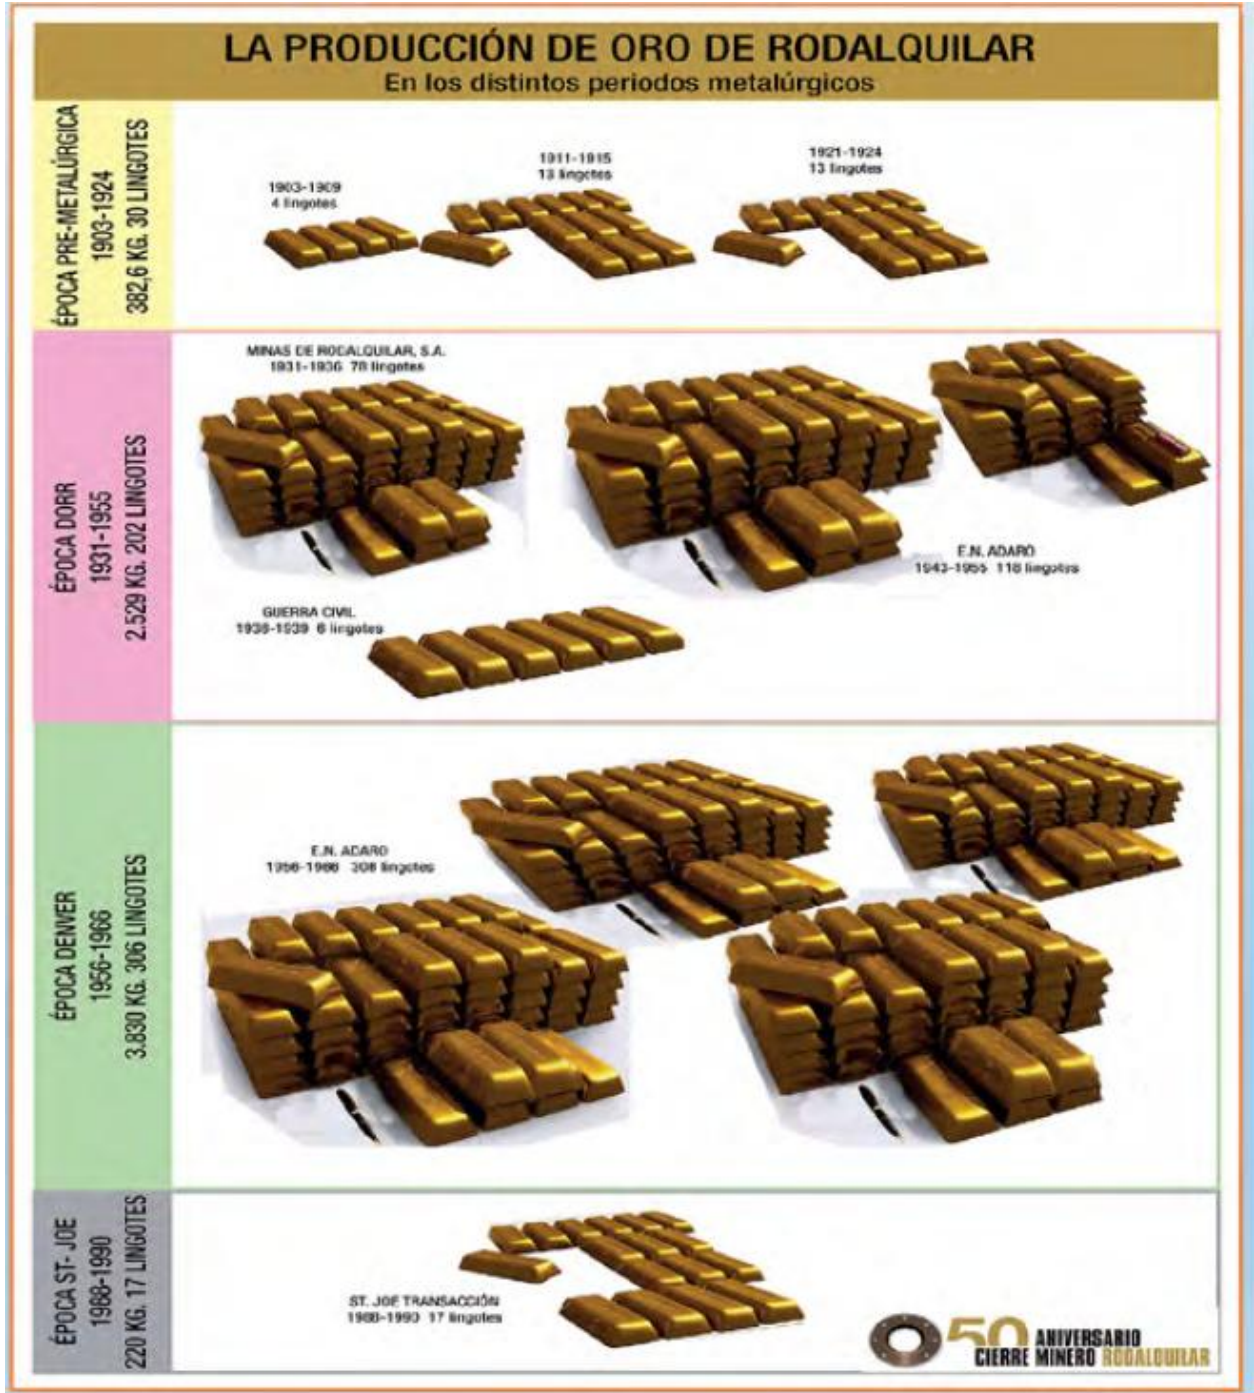 LA PRODUCCIÓN DE ORO DE RODALQUILAR
En los distintos periodos metalúrgicos
ÉPOCA PRE-METALÚRGICA
1903-1924
382,6 KG. 30 LINGOTES
1903-1909
4 lingotes
1911-1915
13 lingotes
1921-1924
13 lingotes
ÉPOCA DORR
1931-1955
2.529 KG. 202 LINGOTES
MINAS DE RODALQUILAR, S.A.
1931-1936 78 lingotes
E.N. ADARO
1943-1955 118 lingotes
GUERRA CIVIL
1936-1939 6 lingotes
ÉPOCA DENVER
1956-1966
3.830 KG. 306 LINGOTES
E.N. ADARO
1956-1966 306 lingotes
ÉPOCA ST- JOE
1988-1990
220 KG. 17 LINGOTES
ST. JOE TRANSACCIÓN
1988-1990 17 lingotes
50 ANIVERSARIO
CIERRE MINERO RODALQUILAR